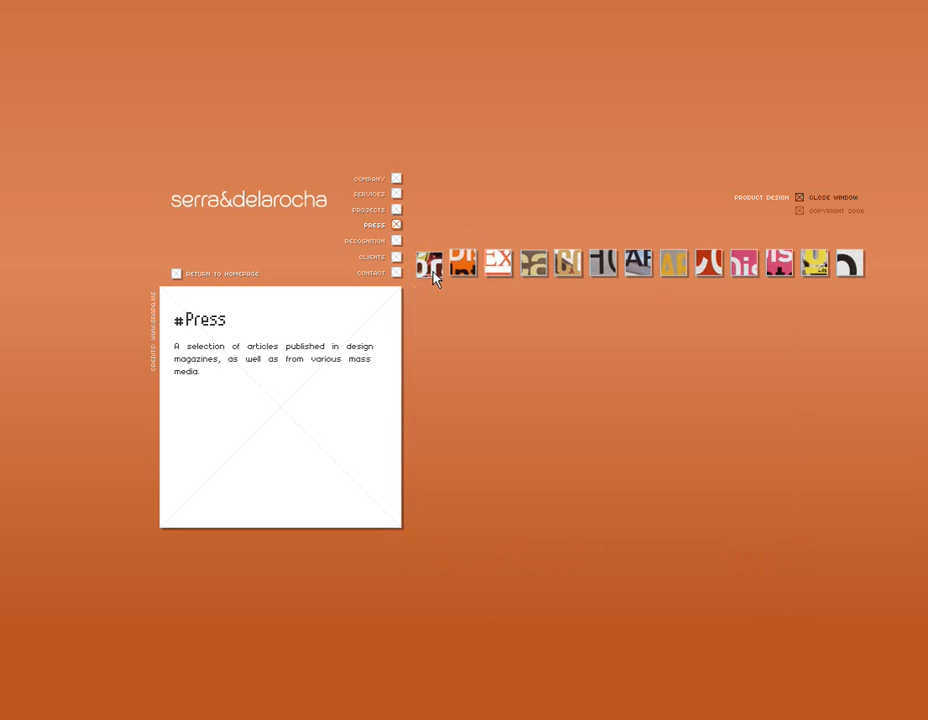 COMPANY
serra&delarocha
SERVICES
PROJECTS
PRESS
RECOGNITION
CLIENTS
CONTACT
RETURN TO HOMEPAGE
PRODUCT DESIGN
CLOSE WINDOW
COPYRIGHT 2006
EX
#Press
A selection of articles published in design
magazines, as well as from various mass
media.